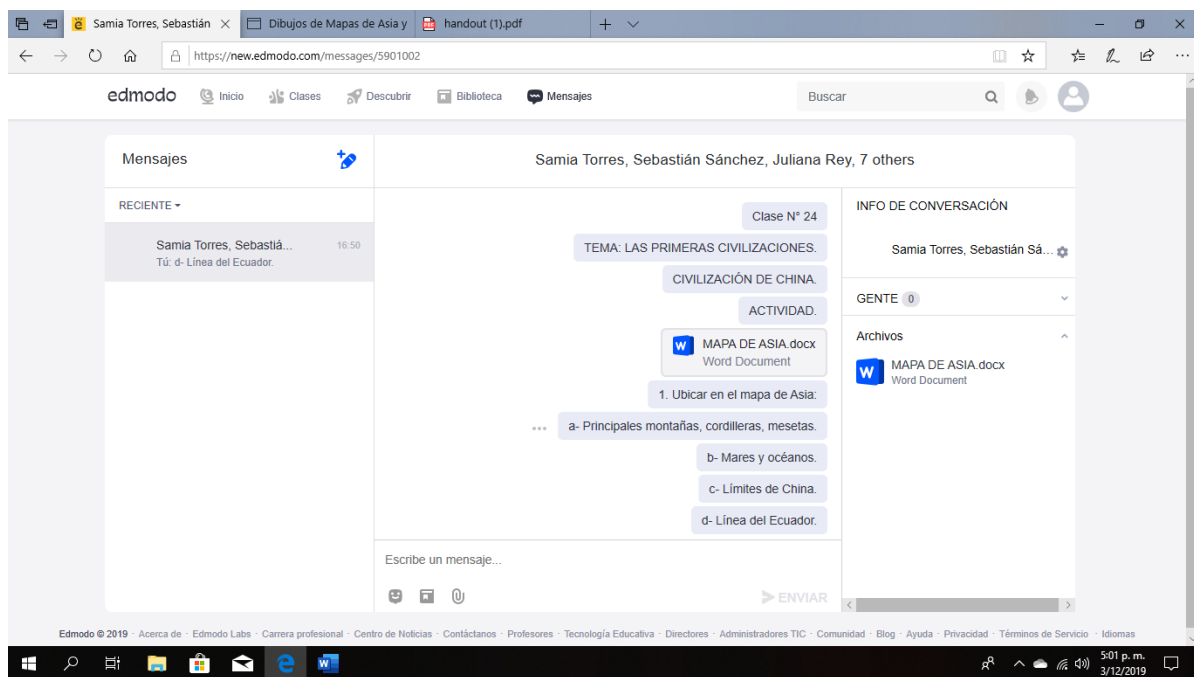 Samia Torres, Sebastián
Dibujos de Mapas de Asia y
handout (1).pdf
https://new.edmodo.com/messages/5901002
edmodo
Inicio
Clases
Descubrir
Biblioteca
Mensajes
Buscar
Mensajes
Samia Torres, Sebastián Sánchez, Juliana Rey, 7 others
RECIENTE
Samia Torres, Sebastiá...
16:50
Tú: d- Línea del Ecuador.
Clase N° 24
TEMA: LAS PRIMERAS CIVILIZACIONES.
CIVILIZACIÓN DE CHINA.
ACTIVIDAD.
MAPA DE ASIA.docx
Word Document
1. Ubicar en el mapa de Asia:
a- Principales montañas, cordilleras, mesetas.
b- Mares y océanos.
c- Límites de China.
d- Línea del Ecuador.
Escribe un mensaje...
ENVIAR
INFO DE CONVERSACIÓN
Samia Torres, Sebastián Sá...
GENTE 0
Archivos
MAPA DE ASIA.docx
Word Document
Edmodo © 2019 · Acerca de · Edmodo Labs · Carrera profesional · Centro de Noticias · Contáctanos · Profesores · Tecnología Educativa · Directores · Administradores TIC · Comunidad · Blog · Ayuda · Privacidad · Términos de Servicio · Idiomas
5:01 p. m.
3/12/2019